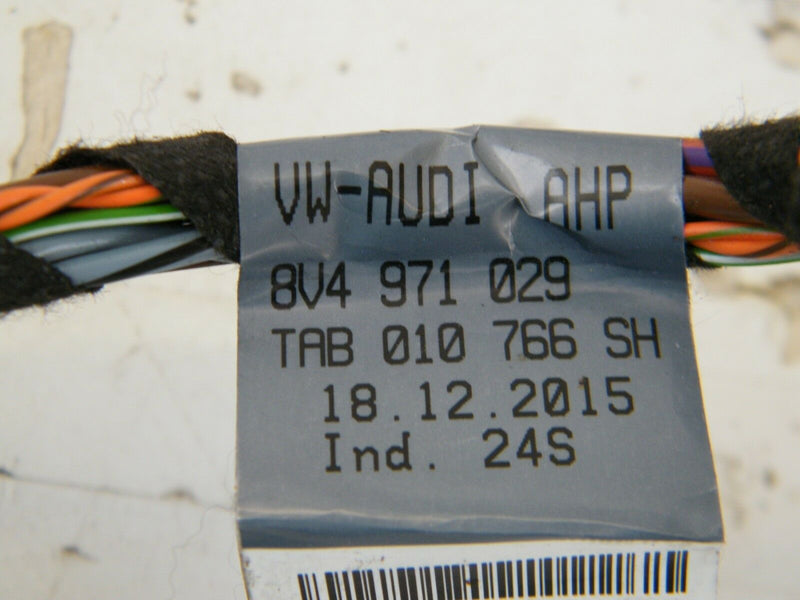 VW-AUDI AHP
8V4 971 029
TAB 010 766 SH
18.12.2015
Ind. 24S